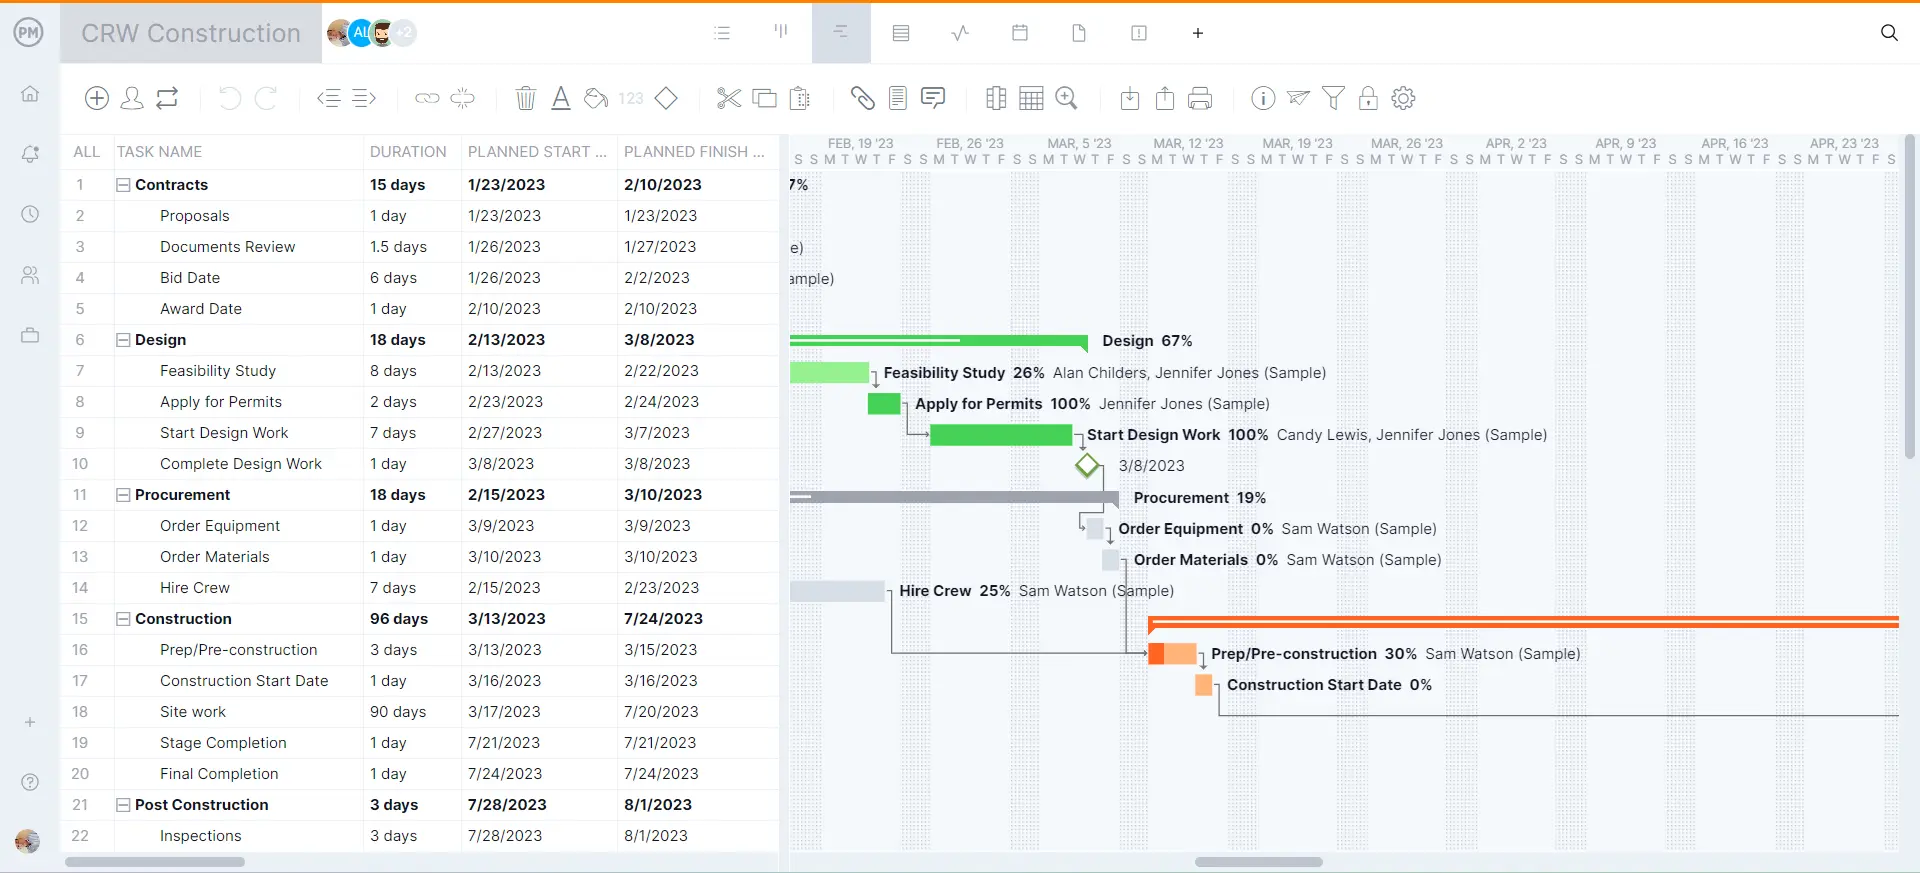 PM CRW Construction AL +2
123
ALL TASK NAME DURATION PLANNED START ... PLANNED FINISH ...
FEB, 19 '23 FEB, 26 '23 MAR, 5 '23 MAR, 12 '23 MAR, 19 '23 MAR, 26 '23 APR, 2 '23 APR, 9 '23 APR, 16 '23 APR, 23 '23
S S M T W T F S S M T W T F S S M T W T F S S M T W T F S S M T W T F S S M T W T F S S M T W T F S S M T W T F S S M T W T F S S M T W T F S
1 Contracts 15 days 1/23/2023 2/10/2023 7%
2 Proposals 1 day 1/23/2023 1/23/2023
3 Documents Review 1.5 days 1/26/2023 1/27/2023 e)
4 Bid Date 6 days 1/26/2023 2/2/2023 ample)
5 Award Date 1 day 2/10/2023 2/10/2023
6 Design 18 days 2/13/2023 3/8/2023 Design 67%
7 Feasibility Study 8 days 2/13/2023 2/22/2023 Feasibility Study 26% Alan Childers, Jennifer Jones (Sample)
8 Apply for Permits 2 days 2/23/2023 2/24/2023 Apply for Permits 100% Jennifer Jones (Sample)
9 Start Design Work 7 days 2/27/2023 3/7/2023 Start Design Work 100% Candy Lewis, Jennifer Jones (Sample)
10 Complete Design Work 1 day 3/8/2023 3/8/2023 3/8/2023
11 Procurement 18 days 2/15/2023 3/10/2023 Procurement 19%
12 Order Equipment 1 day 3/9/2023 3/9/2023 Order Equipment 0% Sam Watson (Sample)
13 Order Materials 1 day 3/10/2023 3/10/2023 Order Materials 0% Sam Watson (Sample)
14 Hire Crew 7 days 2/15/2023 2/23/2023 Hire Crew 25% Sam Watson (Sample)
15 Construction 96 days 3/13/2023 7/24/2023
16 Prep/Pre-construction 3 days 3/13/2023 3/15/2023 Prep/Pre-construction 30% Sam Watson (Sample)
17 Construction Start Date 1 day 3/16/2023 3/16/2023 Construction Start Date 0%
18 Site work 90 days 3/17/2023 7/20/2023
19 Stage Completion 1 day 7/21/2023 7/21/2023
20 Final Completion 1 day 7/24/2023 7/24/2023
21 Post Construction 3 days 7/28/2023 8/1/2023
22 Inspections 3 days 7/28/2023 8/1/2023